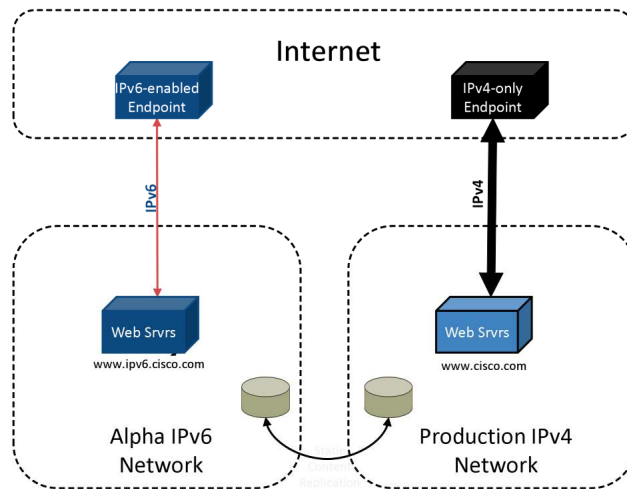 Internet
IPv6-enabled
Endpoint
IPv4-only
Endpoint
IPv6
IPv4
Web Srvrs
www.ipv6.cisco.com
Web Srvrs
www.cisco.com
Alpha IPv6
Network
Production IPv4
Network
Static
Content
Replication